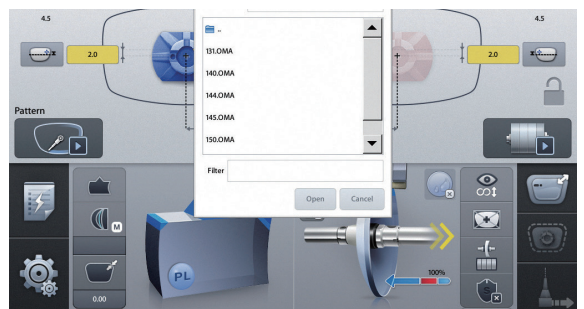 4.5
4.5
..
2.0
2.0
131.OMA
140.OMA
144.OMA
145.OMA
150.OMA
Pattern
Filter
Open
Cancel
M
PL
100%
0.00